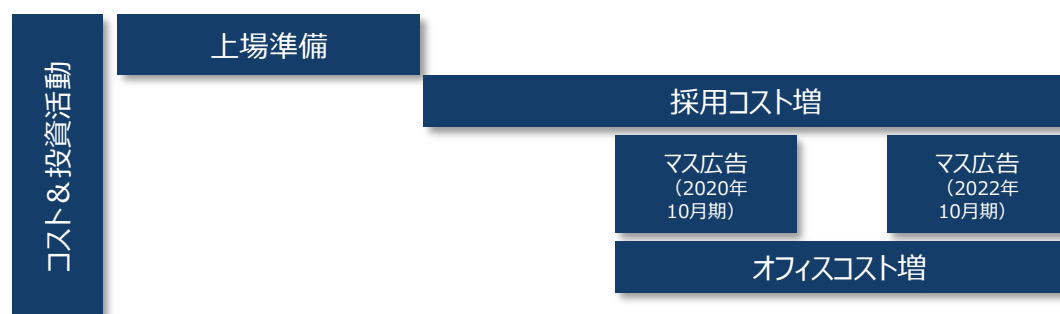 コスト＆投資活動
上場準備
採用コスト増
マス広告
（2020年
10月期）
マス広告
（2022年
10月期）
オフィスコスト増